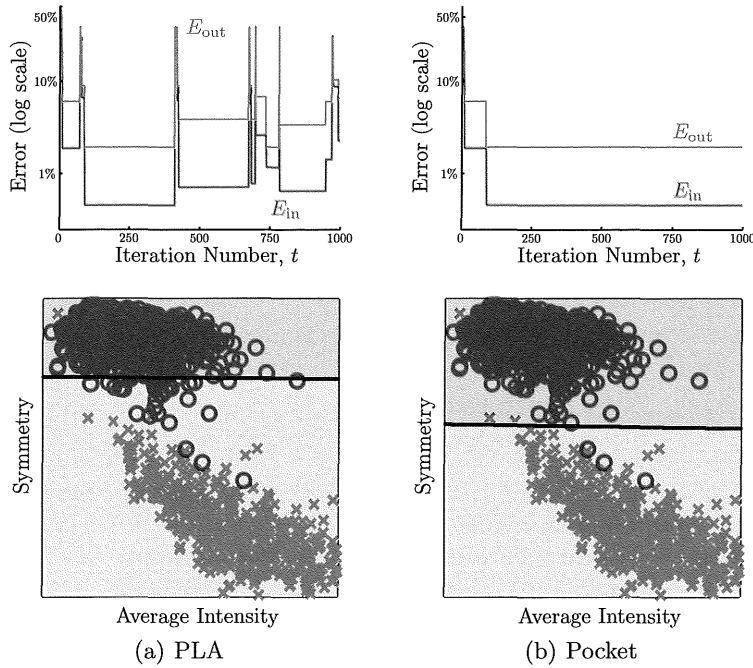 50%
10%
1%
Error (log scale)
E_out
E_in
0 250 500 750 1000
Iteration Number, t
50%
10%
1%
Error (log scale)
E_out
E_in
0 250 500 750 1000
Iteration Number, t
Symmetry
Average Intensity
(a) PLA
Symmetry
Average Intensity
(b) Pocket